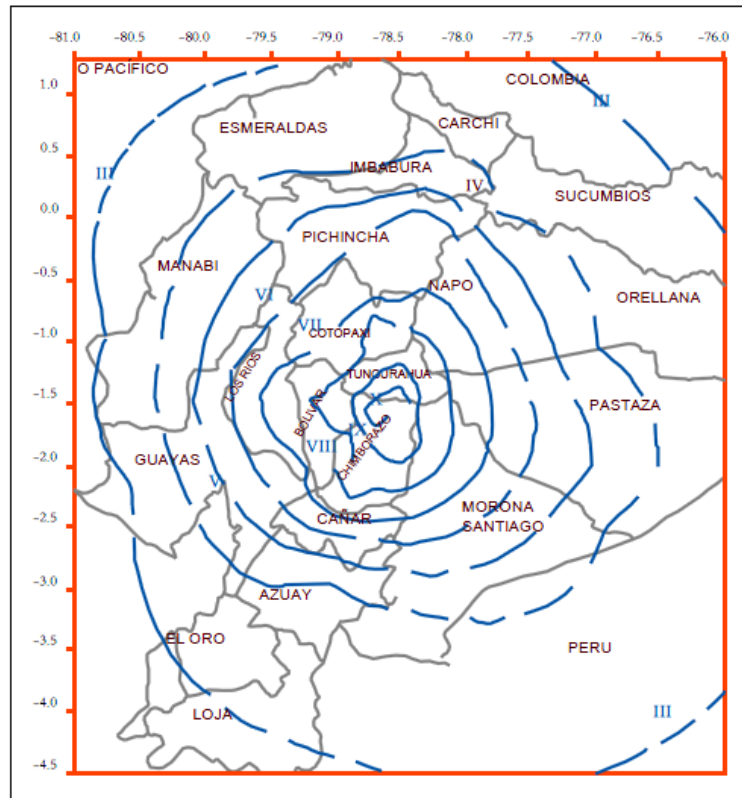 -81.0 -80.5 -80.0 -79.5 -79.0 -78.5 -78.0 -77.5 -77.0 -76.5 -76.0
O PACÍFICO
COLOMBIA
1.0
III
ESMERALDAS
CARCHI
0.5
III
IMBABURA
IV
SUCUMBIOS
0.0
PICHINCHA
MANABI
-0.5
NAPO
VI
ORELLANA
VII
-1.0
COTOPAXI
LOS RIOS
TUNGURAHUA
-1.5
BOLIVAR
X
PASTAZA
IX
VIII
CHIMBORAZO
GUAYAS
-2.0
V
-2.5
CAÑAR
MORONA
SANTIAGO
-3.0
AZUAY
-3.5
EL ORO
PERU
-4.0
LOJA
III
-4.5